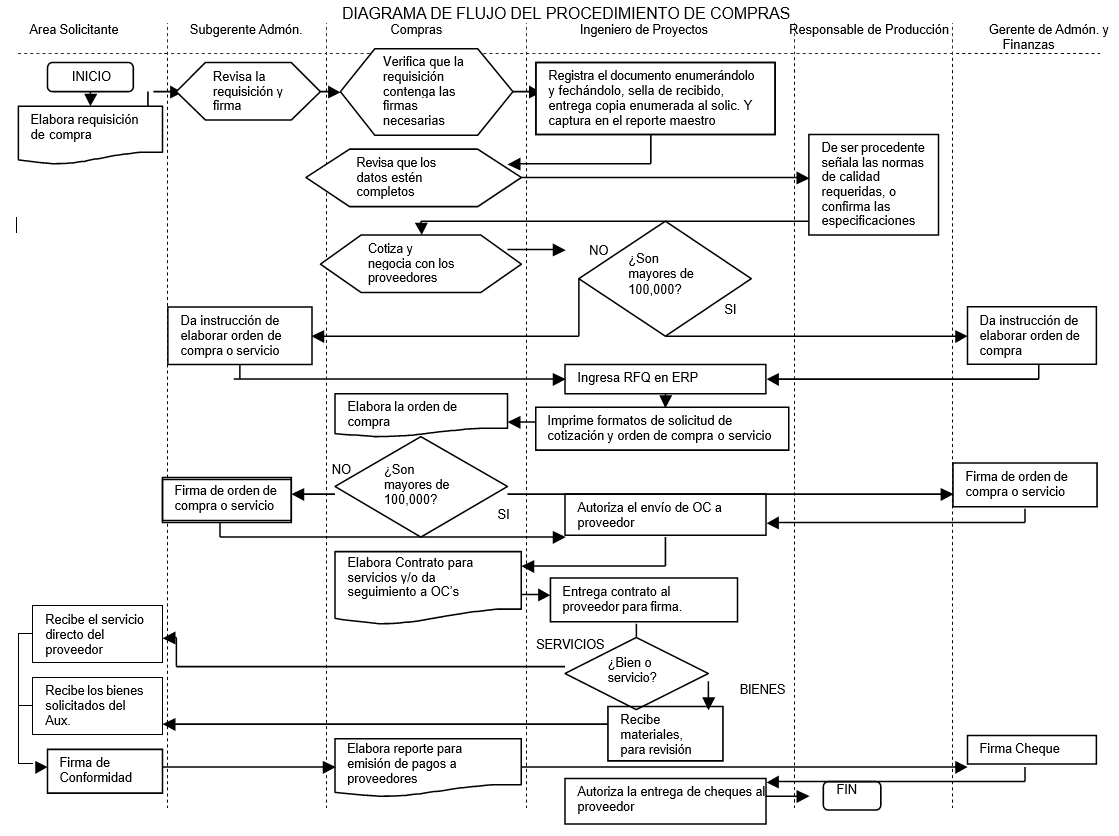 DIAGRAMA DE FLUJO DEL PROCEDIMIENTO DE COMPRAS
Area Solicitante
Subgerente Admón.
Compras
Ingeniero de Proyectos
Responsable de Producción
Gerente de Admón. y
Finanzas
INICIO
Elabora requisición
de compra
Revisa la
requisición y
firma
Verifica que la
requisición
contenga las
firmas
necesarias
Registra el documento enumerándolo
y fechándolo, sella de recibido,
entrega copia enumerada al solic. Y
captura en el reporte maestro
Revisa que los
datos estén
completos
De ser procedente
señala las normas
de calidad
requeridas, o
confirma las
especificaciones
Cotiza y
negocia con los
proveedores
NO
¿Son
mayores de
100,000?
SI
Da instrucción de
elaborar orden de
compra o servicio
Da instrucción de
elaborar orden de
compra
Ingresa RFQ en ERP
Elabora la orden de
compra
Imprime formatos de solicitud de
cotización y orden de compra o servicio
NO
¿Son
mayores de
100,000?
SI
Firma de orden de
compra o servicio
Firma de orden de
compra o servicio
Autoriza el envío de OC a
proveedor
Elabora Contrato para
servicios y/o da
seguimiento a OC's
Entrega contrato al
proveedor para firma.
Recibe el servicio
directo del
proveedor
SERVICIOS
¿Bien o
servicio?
BIENES
Recibe los bienes
solicitados del
Aux.
Recibe
materiales,
para revisión
Firma de
Conformidad
Elabora reporte para
emisión de pagos a
proveedores
Firma Cheque
Autoriza la entrega de cheques al
proveedor
FIN